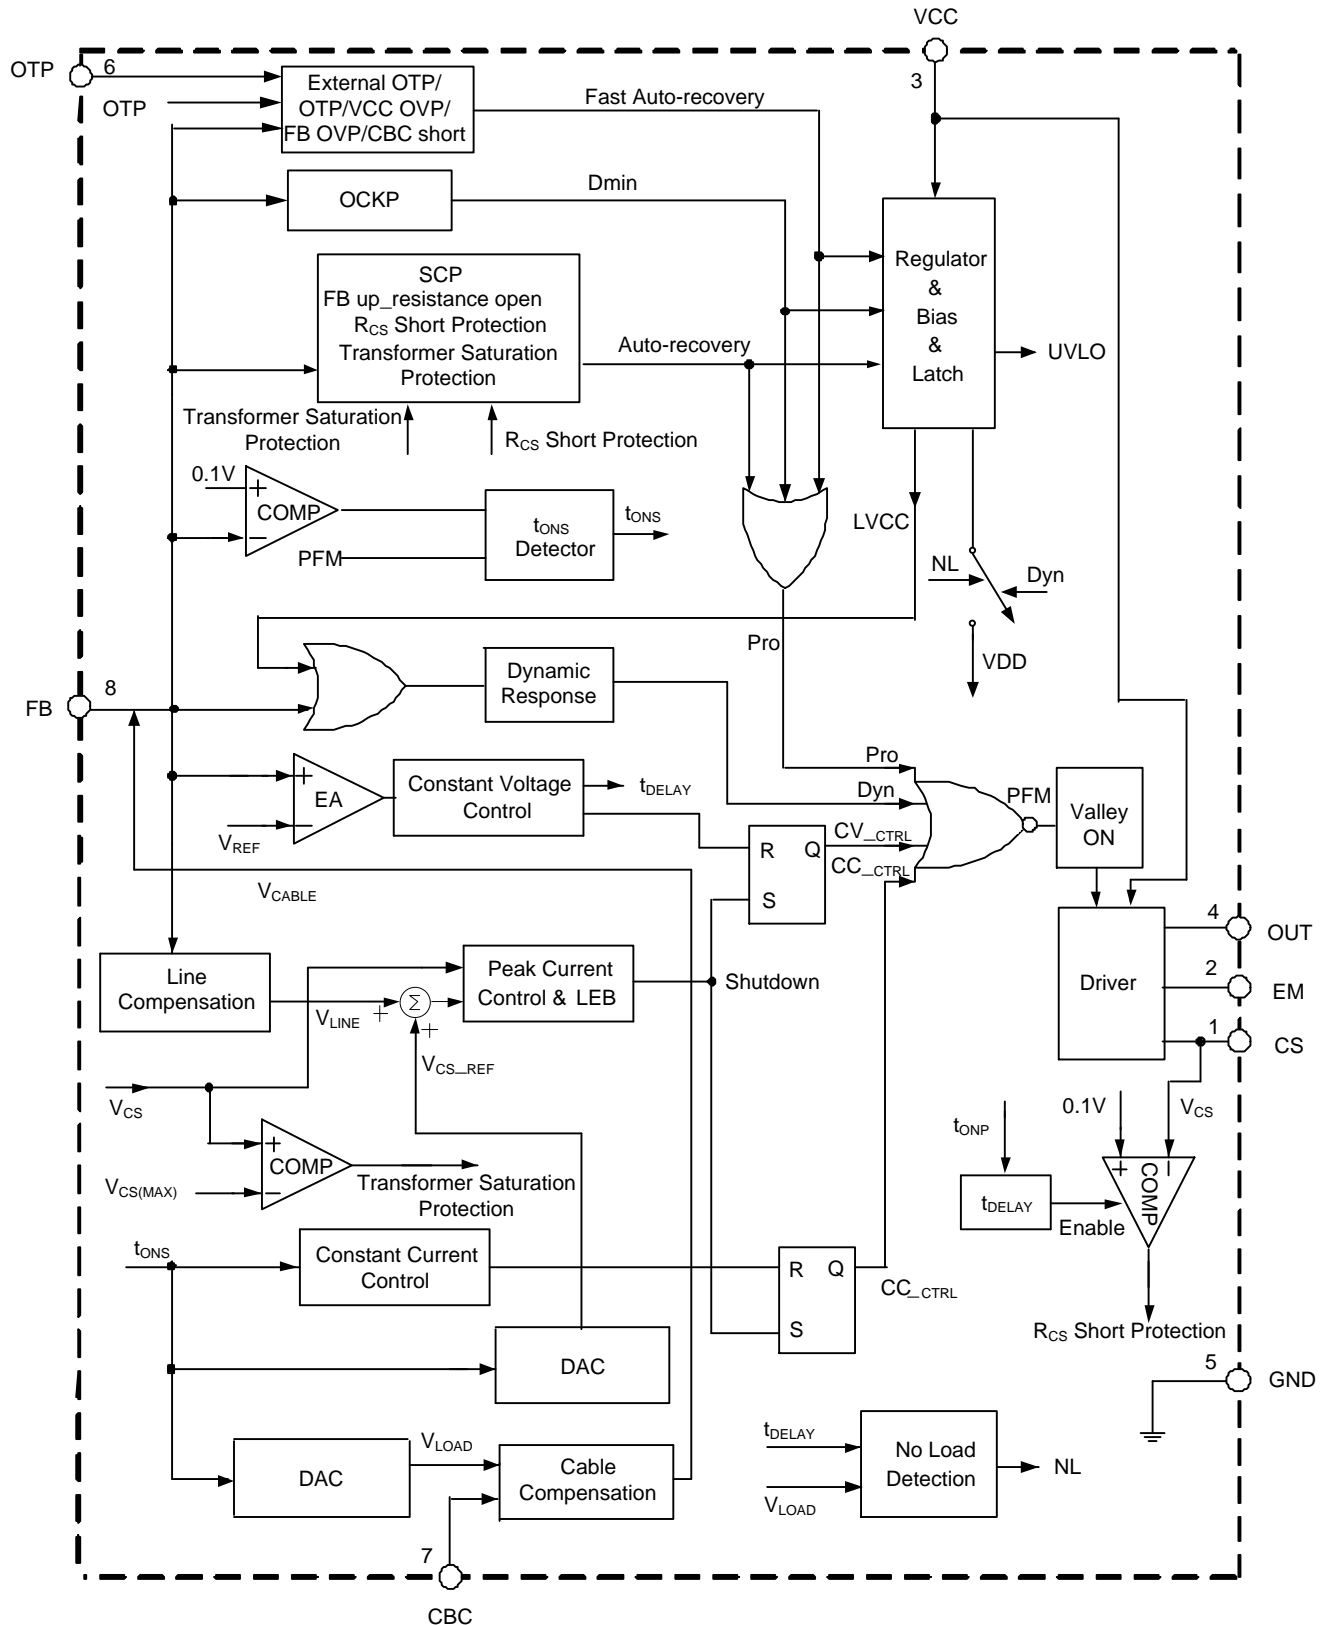 VCC
3
OTP
6
OTP
External OTP/
OTP/VCC OVP/
FB OVP/CBC short
Fast Auto-recovery
OCKP
Dmin
SCP
FB up_resistance open
RCS Short Protection
Transformer Saturation
Protection
Auto-recovery
Regulator
&
Bias
&
Latch
UVLO
Transformer Saturation
Protection
RCS Short Protection
0.1V
+
COMP
−
PFM
tONS
Detector
tONS
LVCC
NL
Dyn
VDD
Pro
FB
8
Dynamic
Response
+
EA
−
VREF
Constant Voltage
Control
tDELAY
Pro
Dyn
CV_CTRL
CC_CTRL
PFM
Valley
ON
R
Q
S
VCABLE
Line
Compensation
VLINE
+
Σ
+
VCS_REF
Peak Current
Control & LEB
Shutdown
Driver
4
OUT
2
EM
1
CS
VCS
+
COMP
−
VCS(MAX)
Transformer Saturation
Protection
tONP
0.1V
VCS
+
−
COMP
tDELAY
Enable
RCS Short Protection
tONS
Constant Current
Control
R
Q
S
CC_CTRL
DAC
5
GND
DAC
VLOAD
Cable
Compensation
tDELAY
VLOAD
No Load
Detection
NL
7
CBC